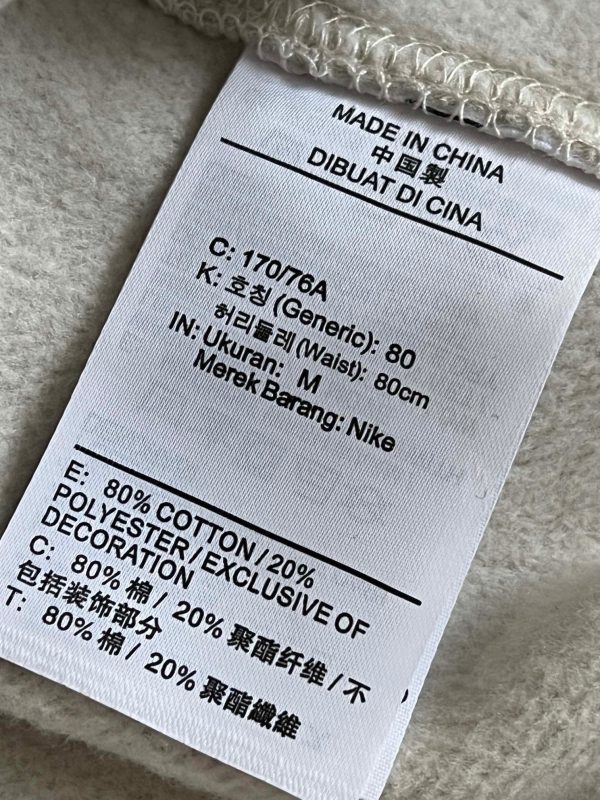 MADE IN CHINA
中国製
DIBUAT DI CINA
C: 170/76A
K: 호칭 (Generic): 80
허리둘레 (Waist): 80cm
IN: Ukuran: M
Merek Barang: Nike
E: 80% COTTON / 20%
POLYESTER / EXCLUSIVE OF
DECORATION
C: 80% 棉 / 20% 聚酯纤维 / 不
包括装饰部分
T: 80% 棉 / 20% 聚酯纖維